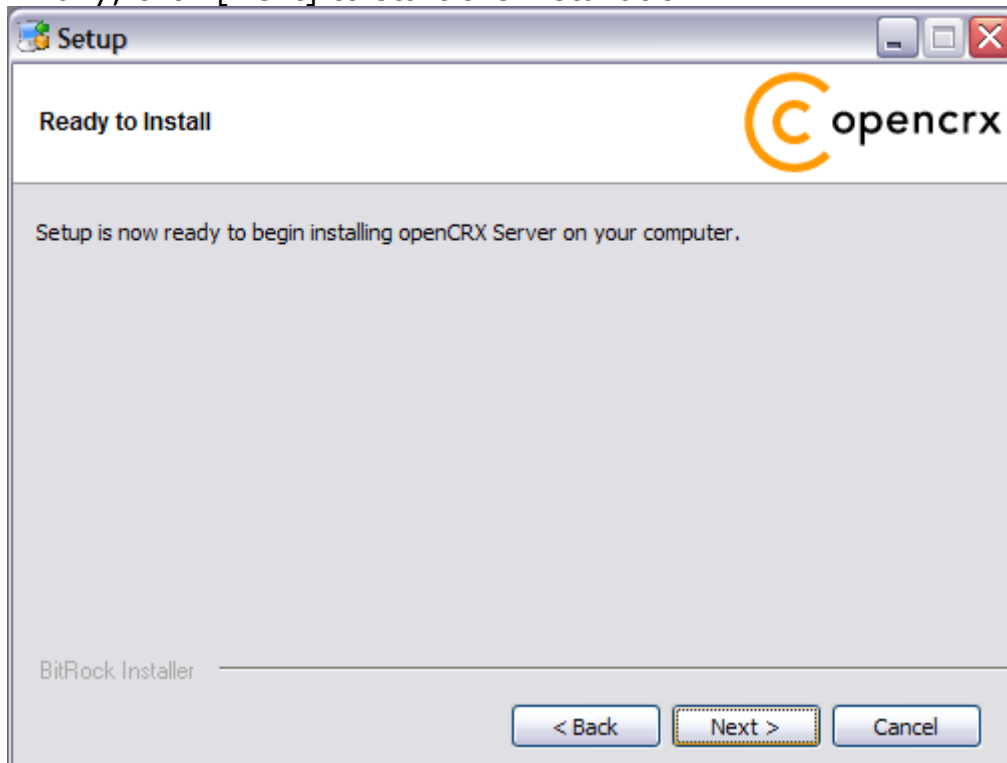 Setup
Ready to Install
opencrx
Setup is now ready to begin installing openCRX Server on your computer.
BitRock Installer
< Back Next > Cancel